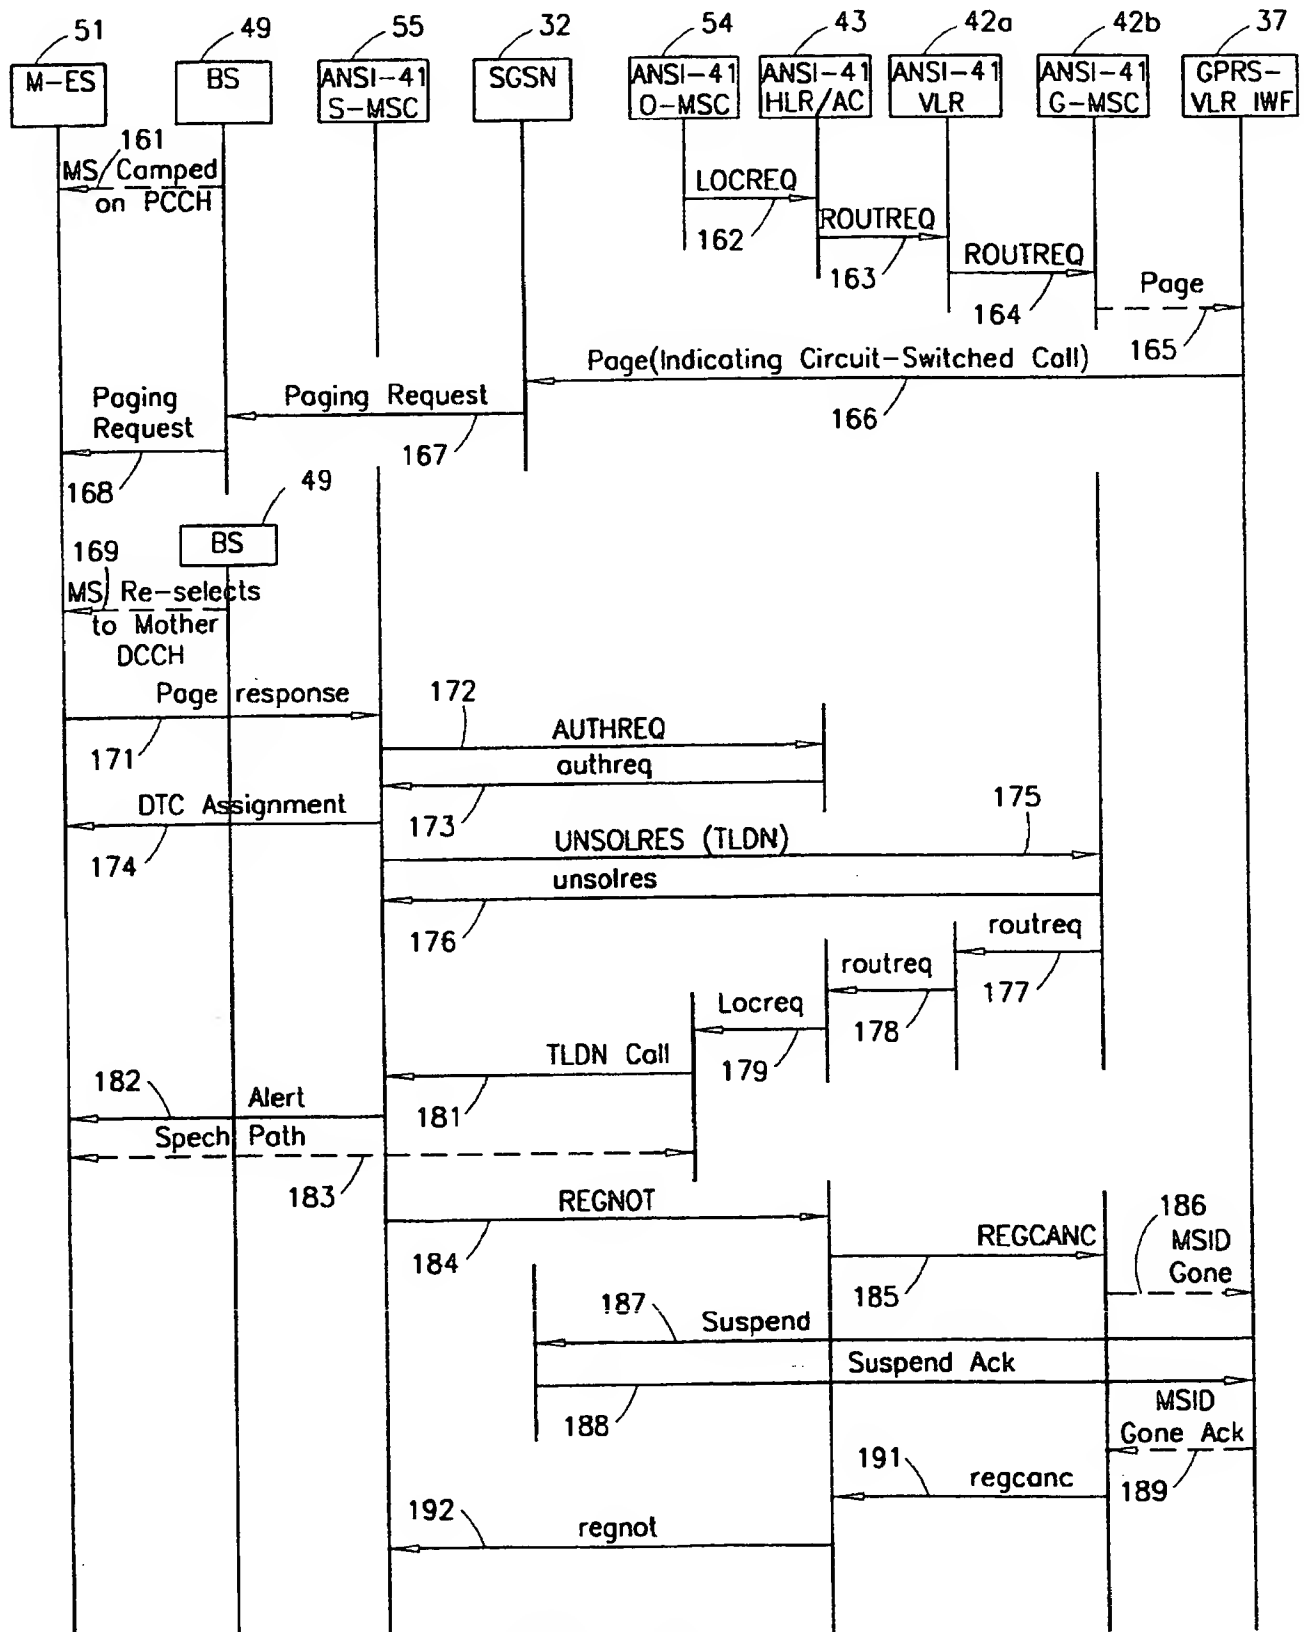 51
49
55
32
54
43
42a
42b
37
M-ES
BS
ANSI-41
S-MSC
SGSN
ANSI-41
O-MSC
ANSI-41
HLR/AC
ANSI-41
VLR
ANSI-41
G-MSC
GPRS-
VLR IWF
161
MS Camped
on PCCH
LOCREQ
162
ROUTREQ
163
ROUTREQ
164
Page
165
Page(Indicating Circuit-Switched Call)
166
Paging Request
167
Paging
Request
168
49
BS
169
MS Re-selects
to Mother
DCCH
Page response
171
172
AUTHREQ
authreq
173
DTC Assignment
174
175
UNSOLRES (TLDN)
unsolres
176
routreq
177
routreq
178
Locreq
179
TLDN Call
181
182
Alert
Spech Path
183
REGNOT
184
REGCANC
185
186
MSID
Gone
187
Suspend
Suspend Ack
188
MSID
Gone Ack
189
191
regcanc
192
regnot